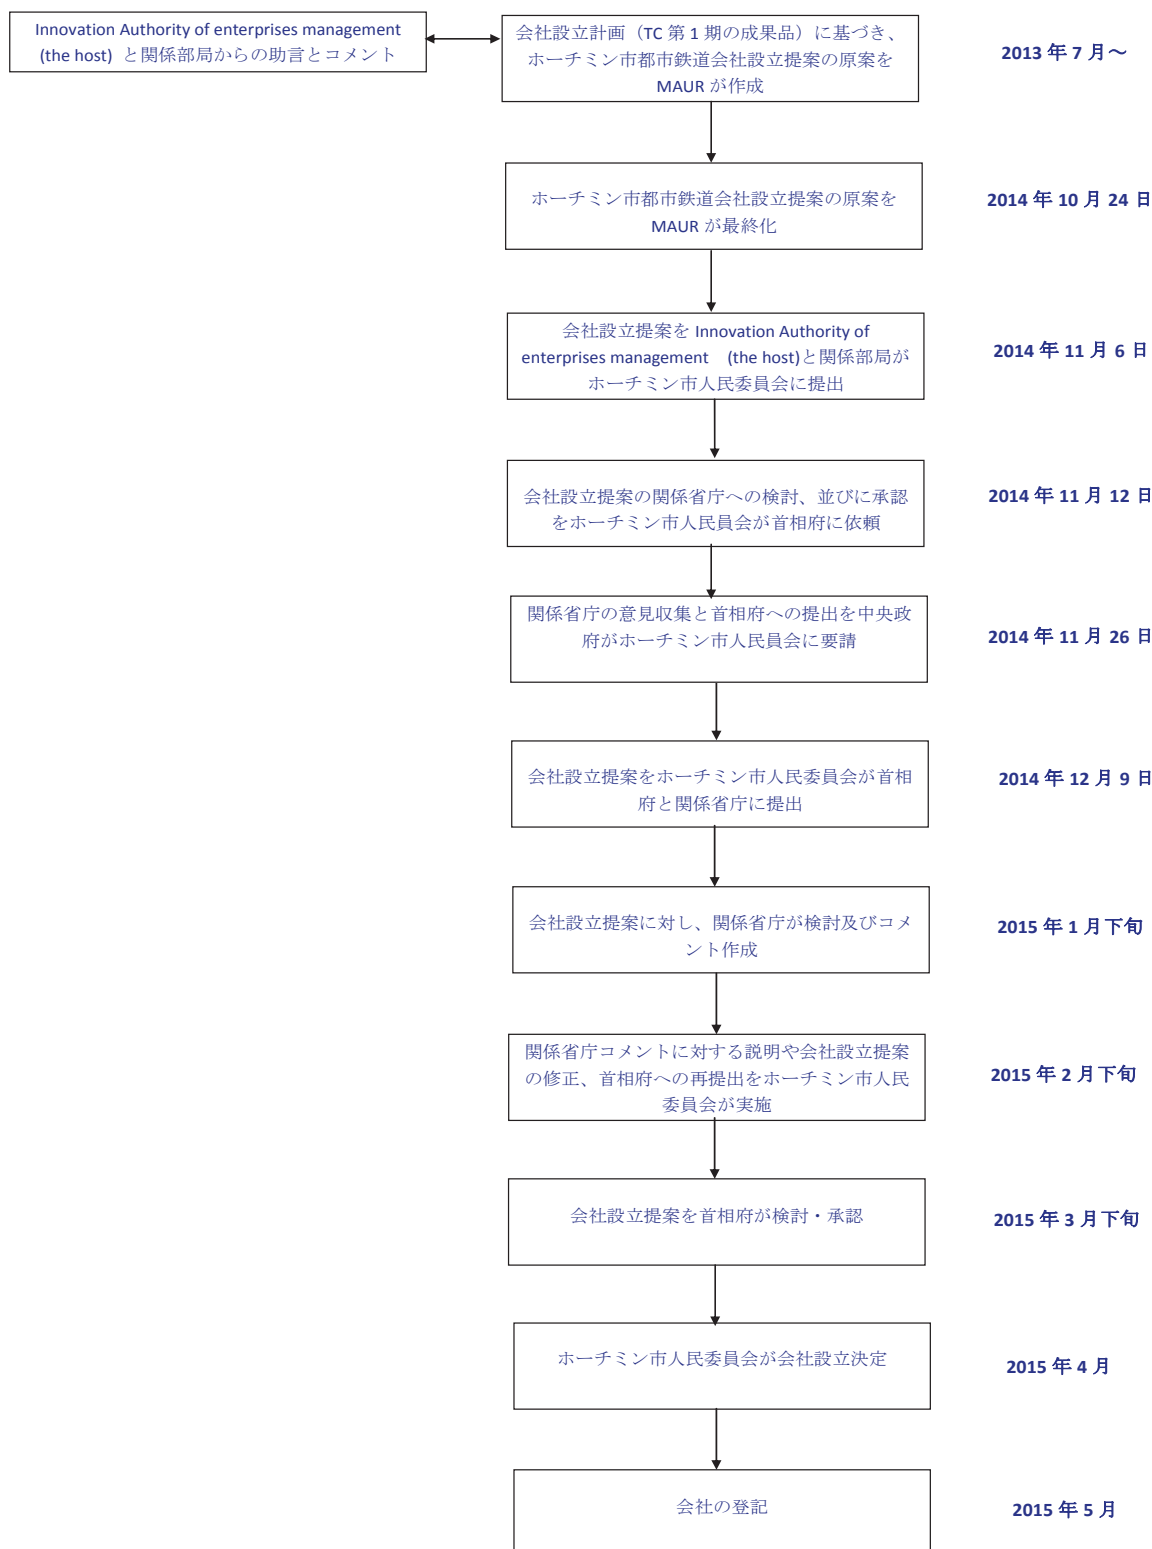 Innovation Authority of enterprises management
(the host) と関係部局からの助言とコメント
会社設立計画（TC 第 1 期の成果品）に基づき、
ホーチミン市都市鉄道会社設立提案の原案を
MAUR が作成
2013 年 7 月～
ホーチミン市都市鉄道会社設立提案の原案を
MAUR が最終化
2014 年 10 月 24 日
会社設立提案を Innovation Authority of
enterprises management (the host)と関係部局が
ホーチミン市人民委員会に提出
2014 年 11 月 6 日
会社設立提案の関係省庁への検討、並びに承認
をホーチミン市人民員会が首相府に依頼
2014 年 11 月 12 日
関係省庁の意見収集と首相府への提出を中央政
府がホーチミン市人民員会に要請
2014 年 11 月 26 日
会社設立提案をホーチミン市人民委員会が首相
府と関係省庁に提出
2014 年 12 月 9 日
会社設立提案に対し、関係省庁が検討及びコメ
ント作成
2015 年 1 月下旬
関係省庁コメントに対する説明や会社設立提案
の修正、首相府への再提出をホーチミン市人民
委員会が実施
2015 年 2 月下旬
会社設立提案を首相府が検討・承認
2015 年 3 月下旬
ホーチミン市人民委員会が会社設立決定
2015 年 4 月
会社の登記
2015 年 5 月